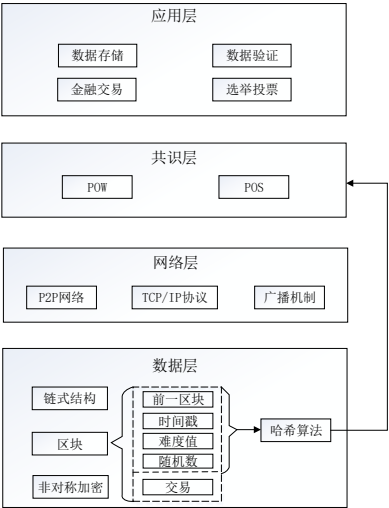 应用层
数据存储 数据验证
金融交易 选举投票
共识层
POW POS
网络层
P2P网络 TCP/IP协议 广播机制
数据层
链式结构 前一区块
时间戳
哈希算法
区块 难度值
随机数
非对称加密 交易